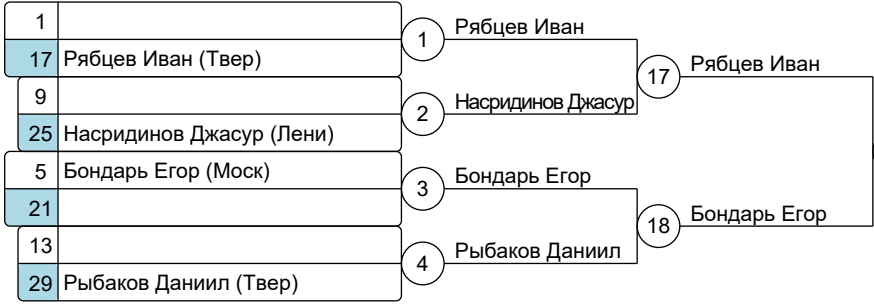 1
17 Рябцев Иван (Твер)
9
25 Насридинов Джасур (Лени)
5 Бондарь Егор (Моск)
21
13
29 Рыбаков Даниил (Твер)
1 Рябцев Иван
2 Насридинов Джасур
3 Бондарь Егор
4 Рыбаков Даниил
17 Рябцев Иван
18 Бондарь Егор